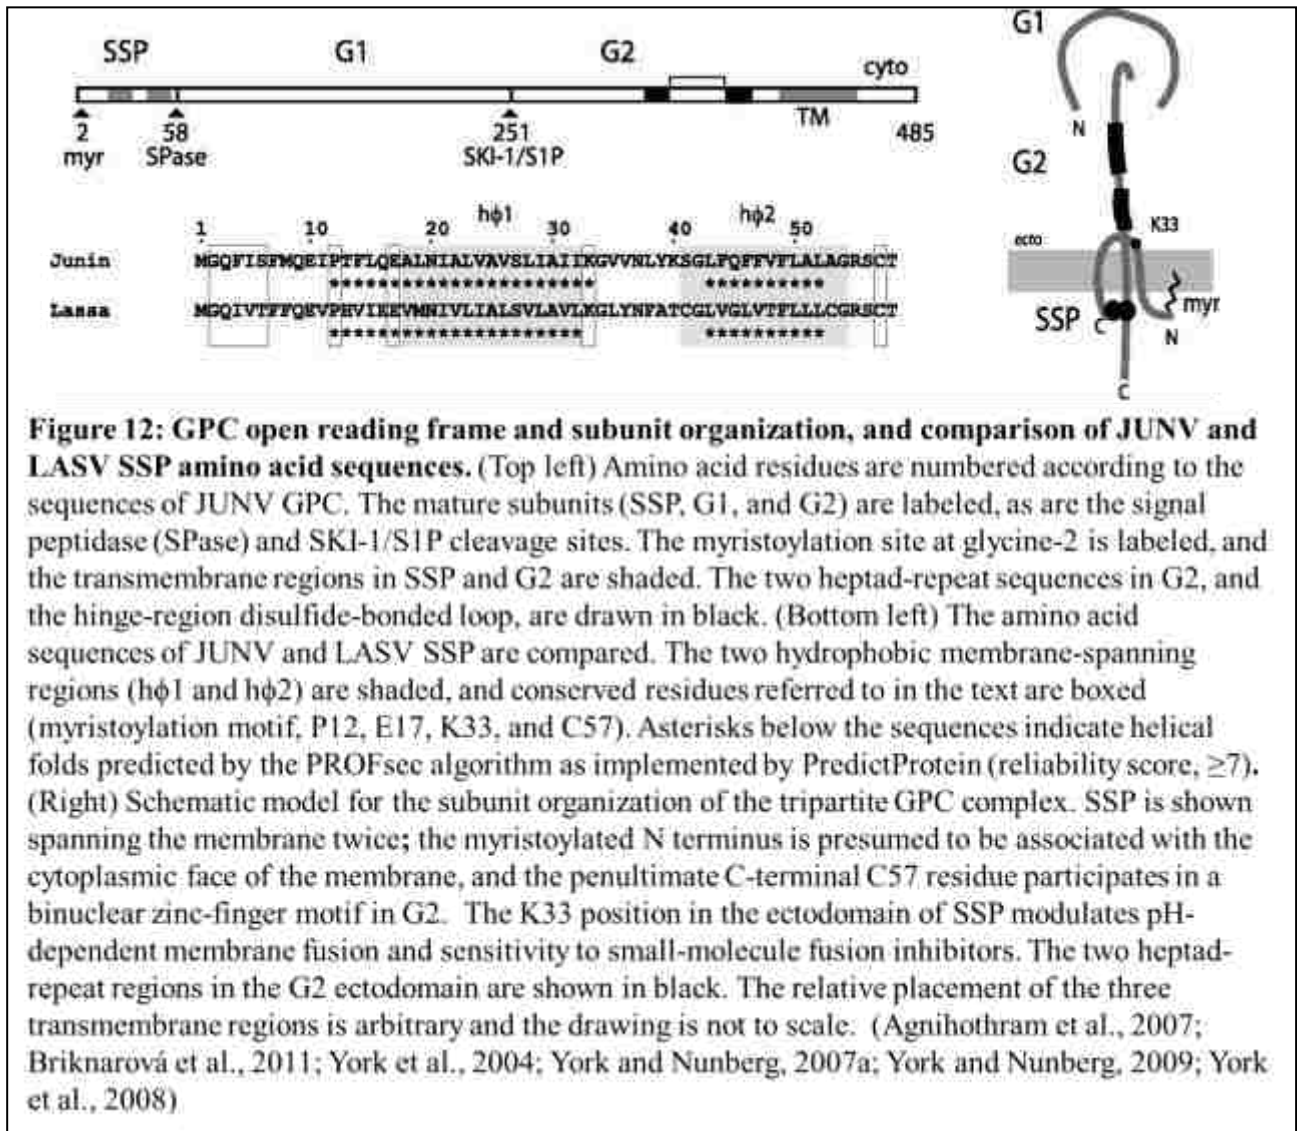 SSP G1 G2 cyto
TM
2 58 251 485
myr SPase SKI-1/S1P
hϕ1 hϕ2
1 10 20 30 40 50
Junin MGQFISFMQEIPTFLQEALNIALVAVSLIAIIKGVVNLYKSGLFQFFVFLALAGRSCT
********************** **********
Lassa MGQIVTFFQEVPHVIEEVMNIVLIALSVLAVLKGLYNFATCGLVGLVTFLLLCGRSCT
********************* **********
G1
N
G2
K33
ecto
myr
SSP C N
C
Figure 12: GPC open reading frame and subunit organization, and comparison of JUNV and
LASV SSP amino acid sequences. (Top left) Amino acid residues are numbered according to the
sequences of JUNV GPC. The mature subunits (SSP, G1, and G2) are labeled, as are the signal
peptidase (SPase) and SKI-1/S1P cleavage sites. The myristoylation site at glycine-2 is labeled, and
the transmembrane regions in SSP and G2 are shaded. The two heptad-repeat sequences in G2, and
the hinge-region disulfide-bonded loop, are drawn in black. (Bottom left) The amino acid
sequences of JUNV and LASV SSP are compared. The two hydrophobic membrane-spanning
regions (hϕ1 and hϕ2) are shaded, and conserved residues referred to in the text are boxed
(myristoylation motif, P12, E17, K33, and C57). Asterisks below the sequences indicate helical
folds predicted by the PROFsec algorithm as implemented by PredictProtein (reliability score, ≥7).
(Right) Schematic model for the subunit organization of the tripartite GPC complex. SSP is shown
spanning the membrane twice; the myristoylated N terminus is presumed to be associated with the
cytoplasmic face of the membrane, and the penultimate C-terminal C57 residue participates in a
binuclear zinc-finger motif in G2. The K33 position in the ectodomain of SSP modulates pH-
dependent membrane fusion and sensitivity to small-molecule fusion inhibitors. The two heptad-
repeat regions in the G2 ectodomain are shown in black. The relative placement of the three
transmembrane regions is arbitrary and the drawing is not to scale. (Agnihothram et al., 2007;
Briknarová et al., 2011; York et al., 2004; York and Nunberg, 2007a; York and Nunberg, 2009; York
et al., 2008)